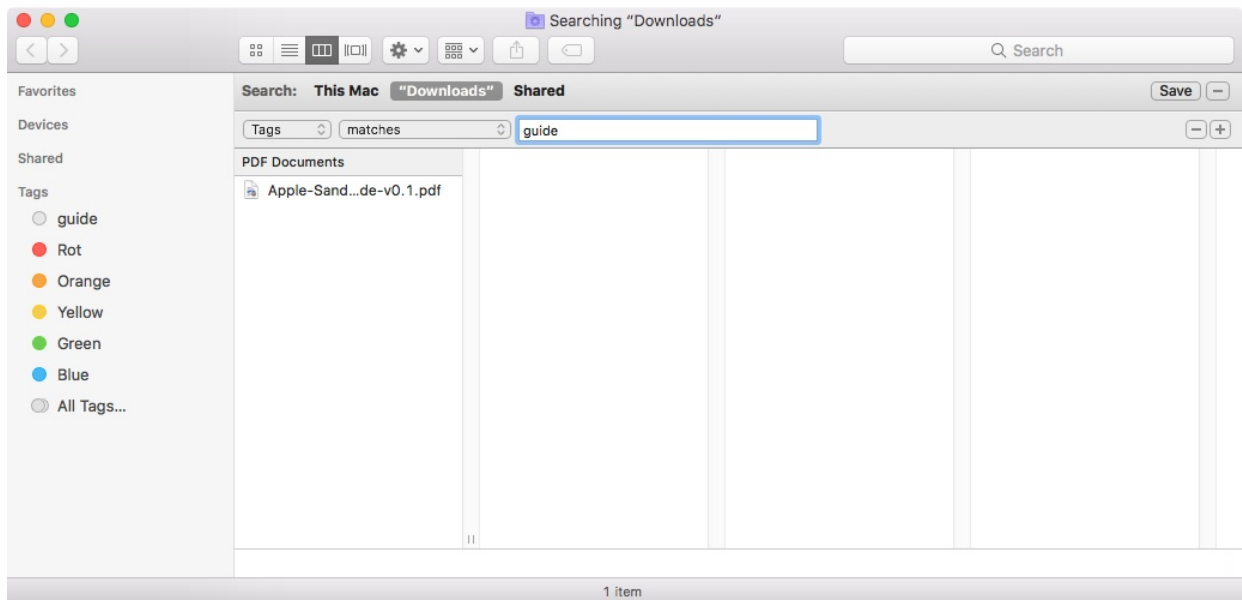 Searching “Downloads”
Search
Favorites
Devices
Shared
Tags
guide
Rot
Orange
Yellow
Green
Blue
All Tags...
Search: This Mac “Downloads” Shared Save
Tags matches guide
PDF Documents
Apple-Sand...de-v0.1.pdf
1 item